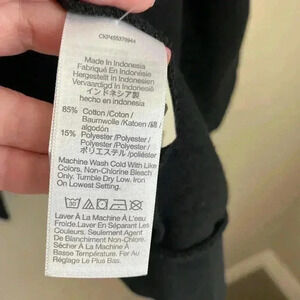 Made In Indonesia
Fabriqué En Indonésie
Hergestellt In Indonesien
Vervaardigd In Indonesië
インドネシア製
hecho en indonesia
85% Cotton /Coton /
Baumwolle /Katoen /綿 /
algodón
15% Polyester /Polyester /
Polyester /Polyester /
ポリエステル /poliéster
Machine Wash Cold With Like
Colors. Non-Chlorine Bleach
Only. Tumble Dry Low. Iron
On Lowest Setting.
Laver À La Machine À L'eau
Froide.Laver En Séparant Les
Couleurs. Seulement Agent
De Blanchiment Non-Chloré.
Sécher À La Machine À
Basse Température. Fer Au
Réglage Le Plus Bas.